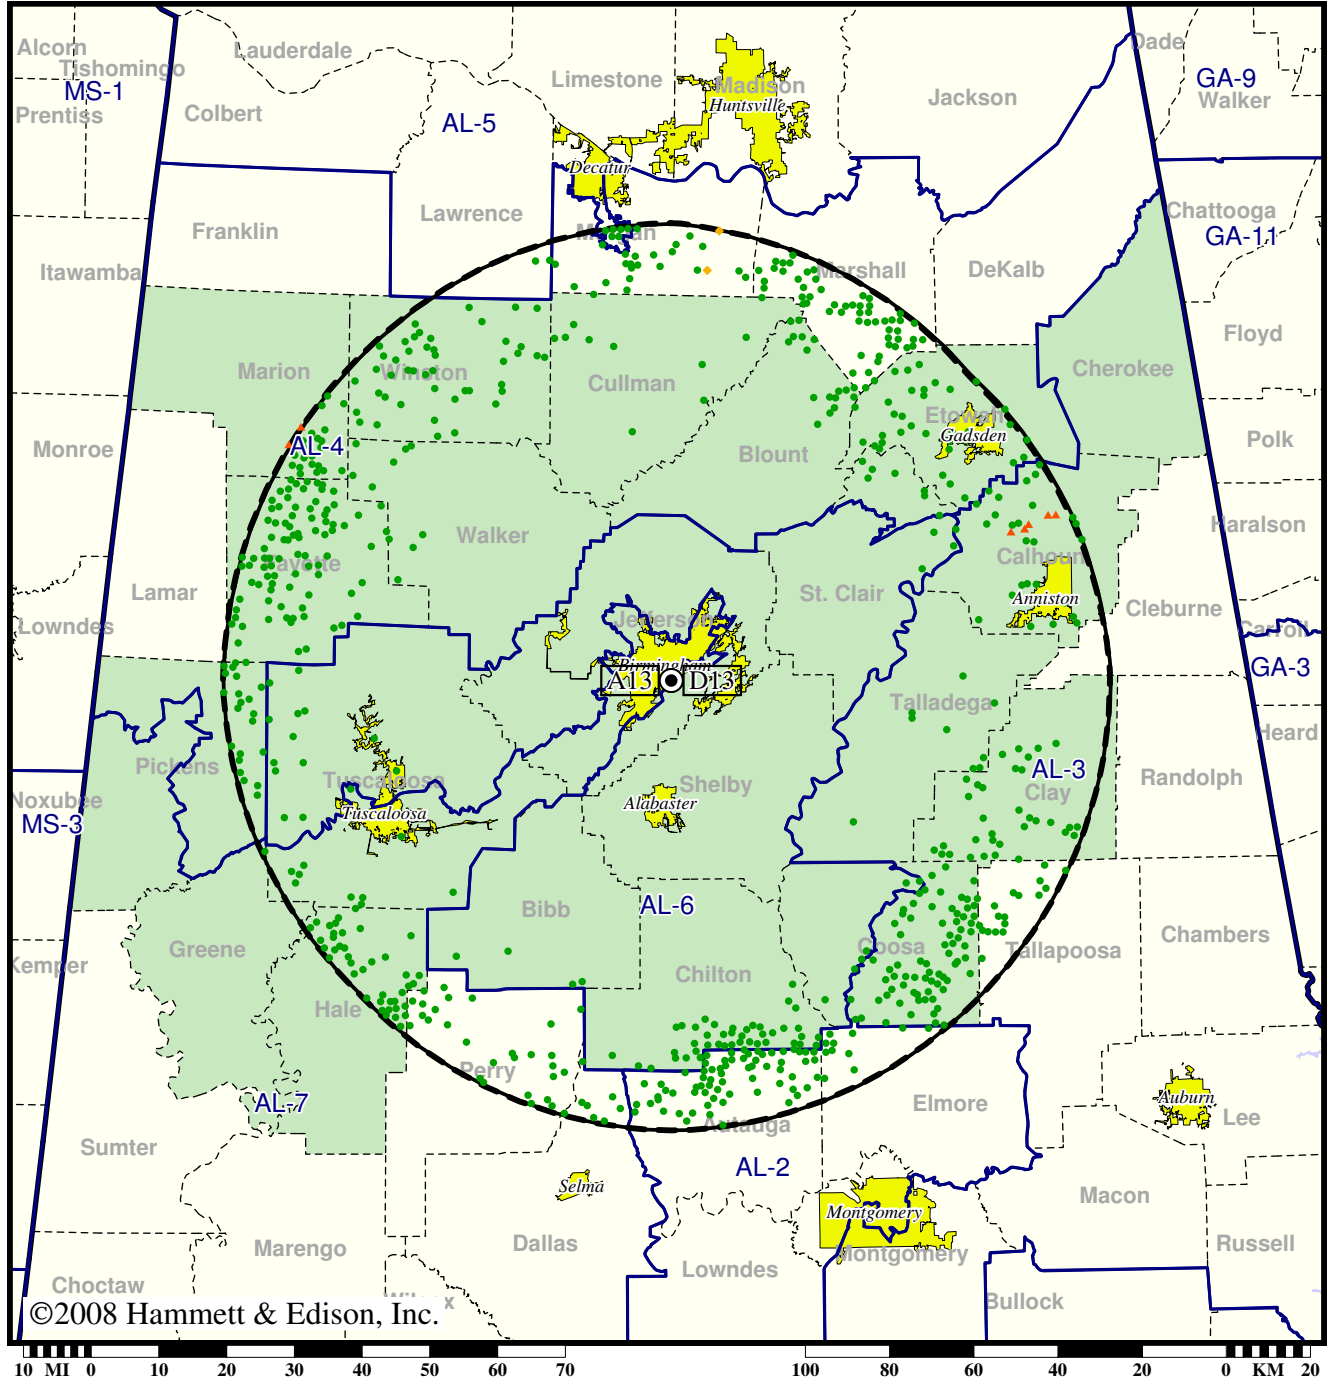 Alcorn
Tishomingo
MS-1
Prentiss
Lauderdale
Colbert
AL-5
Limestone
Madison
Huntsville
Decatur
Jackson
Dade
GA-9
Walker
Franklin
Lawrence
Morgan
Marshall
DeKalb
Chattooga
GA-11
Itawamba
Floyd
Marion
Winston
Cullman
Cherokee
Monroe
AL-4
Blount
Etowah
Gadsden
Polk
Walker
Haralson
Fayette
Calhoun
Lamar
St. Clair
Anniston
Cleburne
Lowndes
Jefferson
Carroll
Birmingham
A13
D13
GA-3
Talladega
Heard
Pickens
Tuscaloosa
Shelby
AL-3
Clay
Randolph
Noxubee
MS-3
Tuscaloosa
Alabaster
Bibb
AL-6
Greene
Coosa
Tallapoosa
Chambers
Kemper
Chilton
Hale
Perry
AL-7
Elmore
Auburn
Lee
Autauga
Sumter
AL-2
Selma
Macon
Montgomery
Marengo
Dallas
Montgomery
Russell
Lowndes
Choctaw
Wilcox
Bullock
©2008 Hammett & Edison, Inc.
10 MI 0 10 20 30 40 50 60 70 100 80 60 40 20 0 KM 20